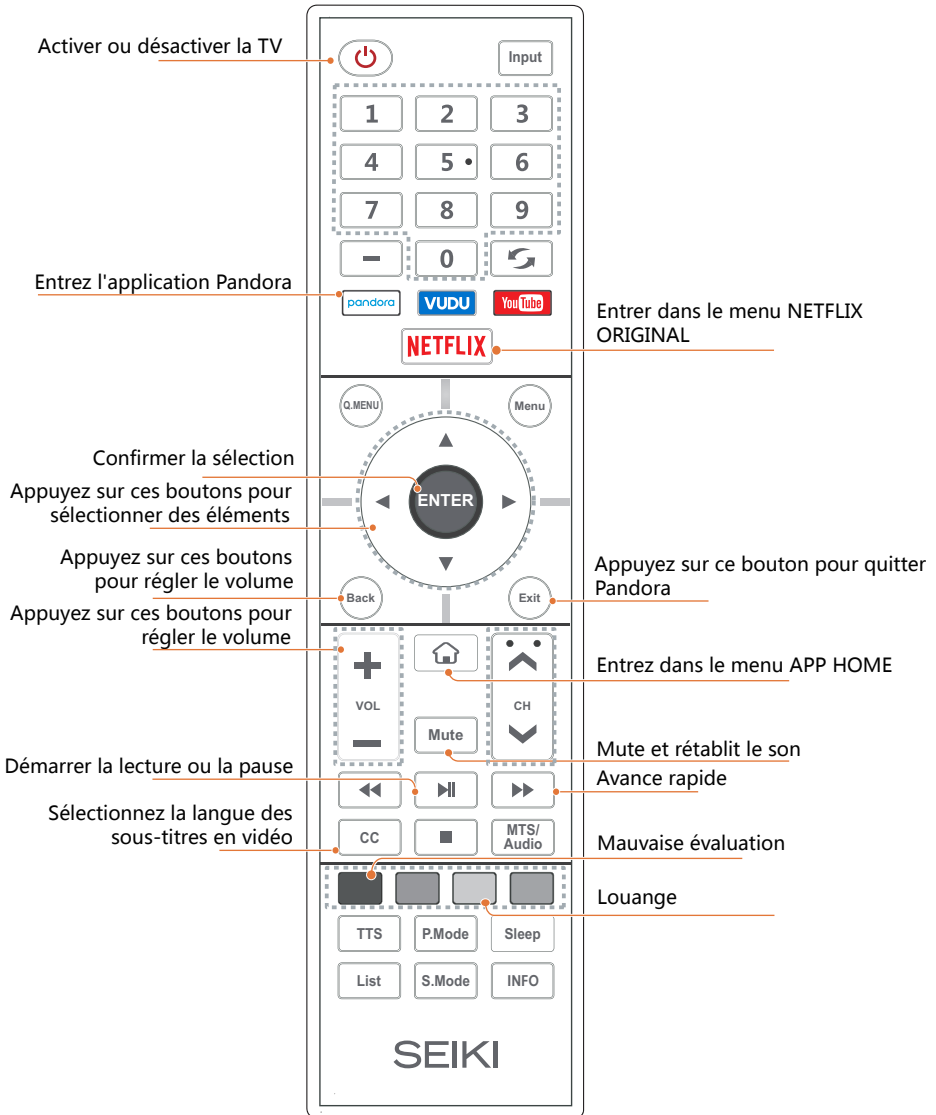 Activer ou désactiver la TV
Input
1 2 3
4 5 6
7 8 9
0
Entrez l'application Pandora
pandora VUDU YouTube
NETFLIX
Entrer dans le menu NETFLIX
ORIGINAL
Q.MENU Menu
Confirmer la sélection
ENTER
Appuyez sur ces boutons pour
sélectionner des éléments
Appuyez sur ces boutons
pour régler le volume
Back Exit
Appuyez sur ce bouton pour quitter
Pandora
Appuyez sur ces boutons pour
régler le volume
Entrez dans le menu APP HOME
VOL CH
Mute
Mute et rétablit le son
Démarrer la lecture ou la pause
Avance rapide
Sélectionnez la langue des
sous-titres en vidéo
CC MTS/
Audio
Mauvaise évaluation
Louange
TTS P.Mode Sleep
List S.Mode INFO
SEIKI